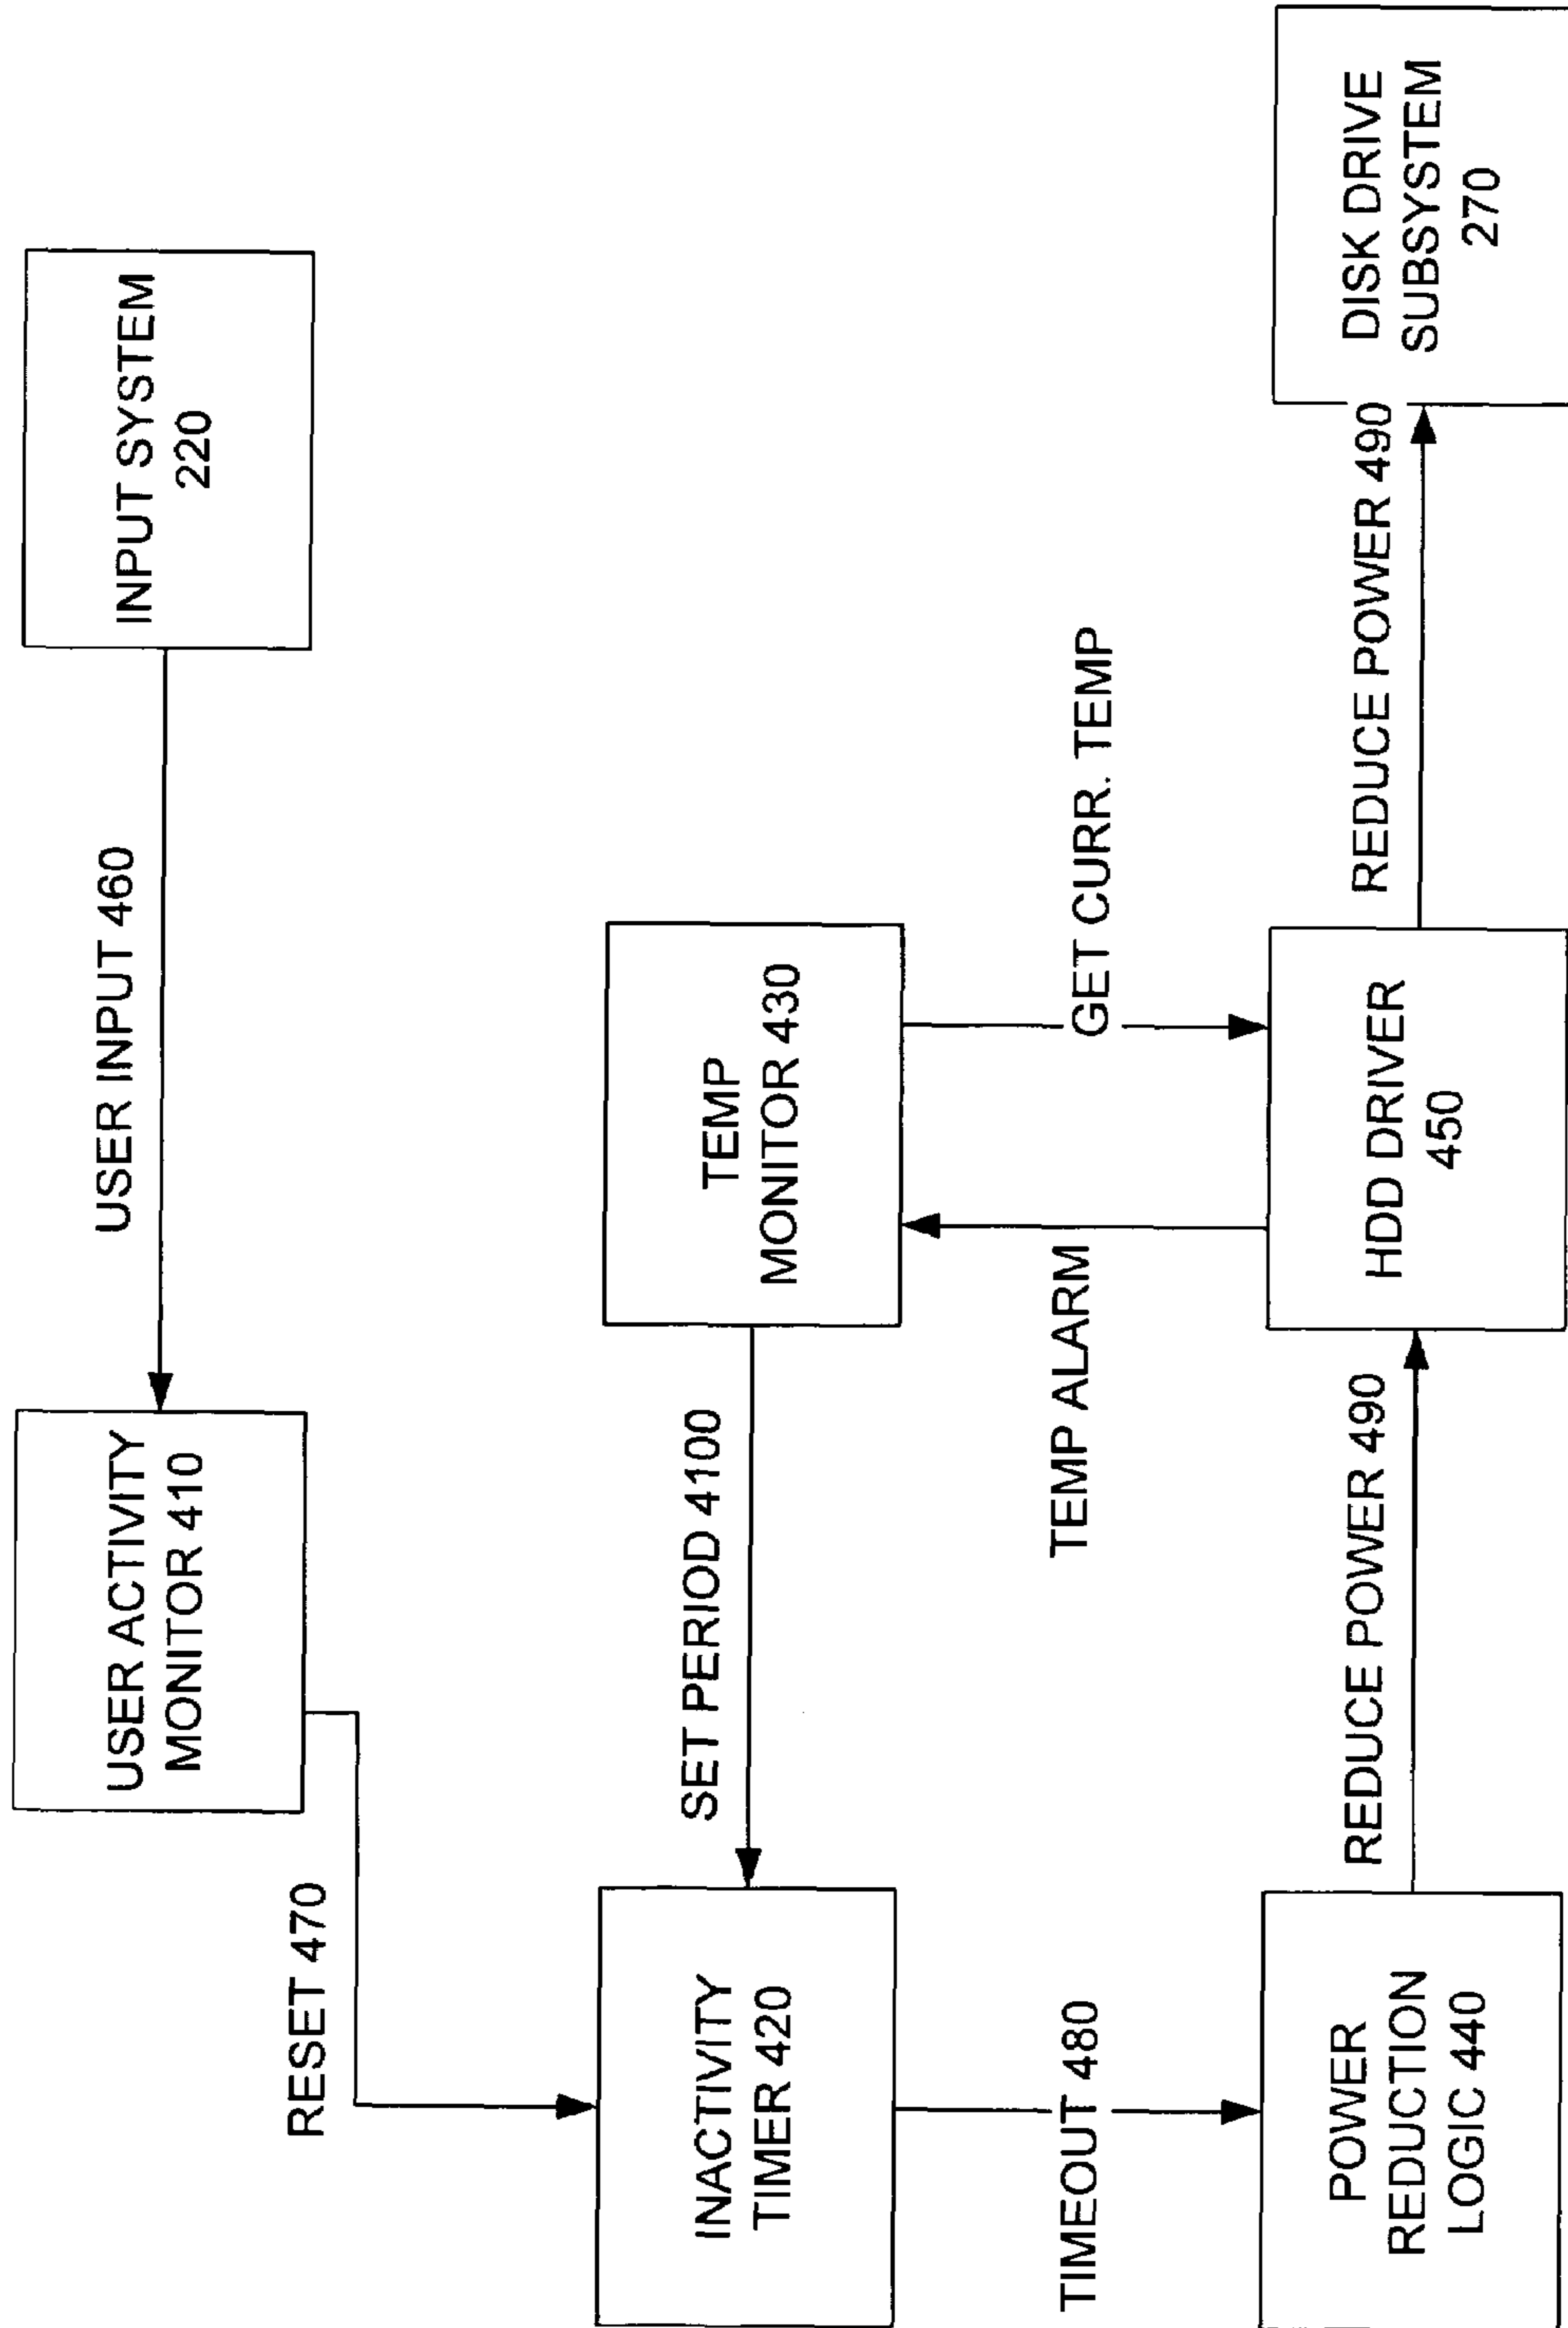 INPUT SYSTEM
220
USER INPUT 460
USER ACTIVITY
MONITOR 410
RESET 470
INACTIVITY
TIMER 420
SET PERIOD 4100
TEMP
MONITOR 430
TIMEOUT 480
TEMP ALARM
GET CURR. TEMP
POWER
REDUCTION
LOGIC 440
REDUCE POWER 490
HDD DRIVER
450
REDUCE POWER 490
DISK DRIVE
SUBSYSTEM
270